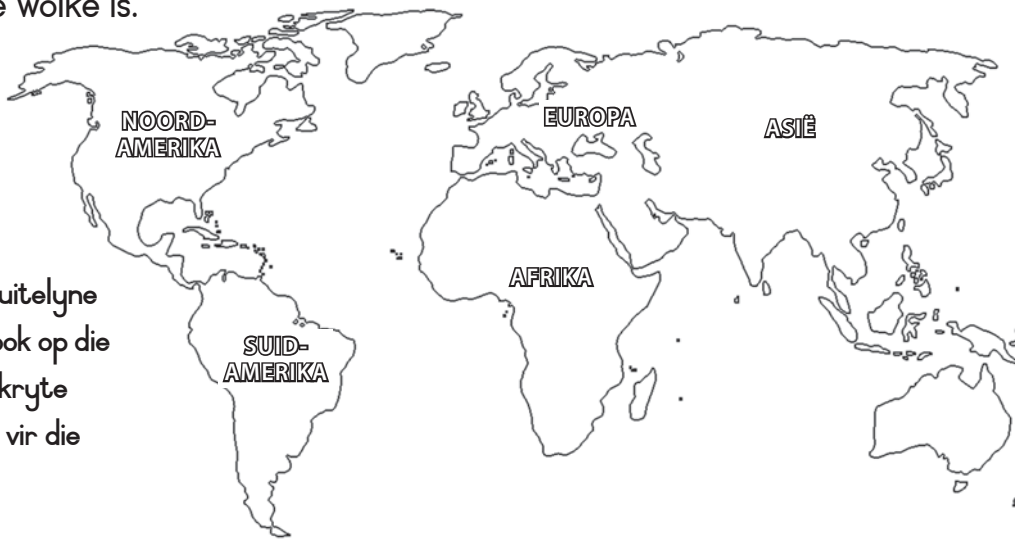 e wolke is.
NOORD-
AMERIKA
EUROPA
ASIË
AFRIKA
SUID-
AMERIKA
uitelyne
ook op die
kryte
vir die